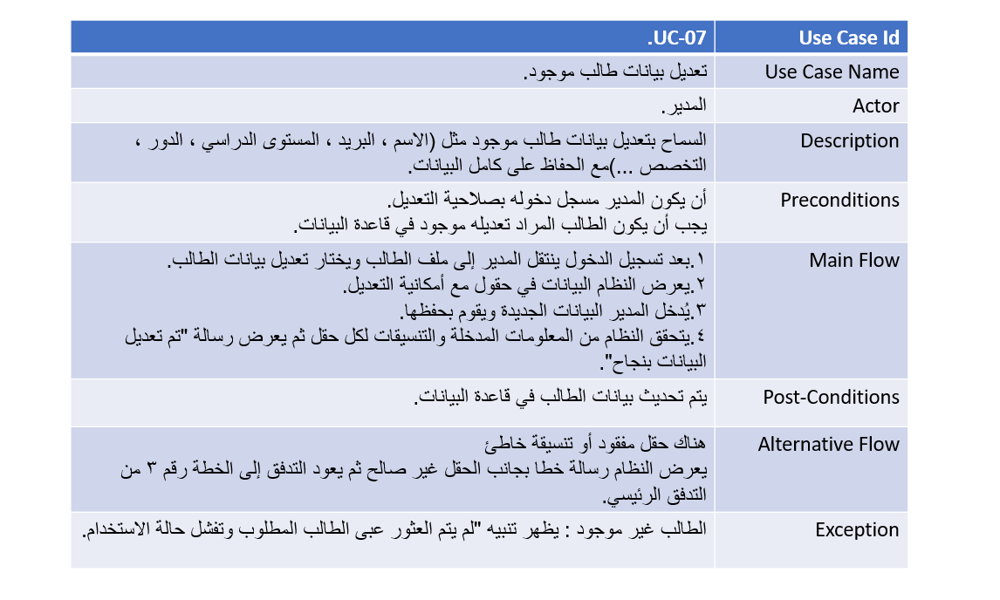 Use Case Id UC-07.
Use Case Name تعديل بيانات طالب موجود.
Actor المدير.
Description السماح بتعديل بيانات طالب موجود مثل (الاسم ، البريد ، المستوى الدراسي ، الدور ،
التخصص ...)مع الحفاظ على كامل البيانات.
Preconditions أن يكون المدير مسجل دخوله بصلاحية التعديل.
يجب أن يكون الطالب المراد تعديله موجود في قاعدة البيانات.
Main Flow ١.بعد تسجيل الدخول ينتقل المدير إلى ملف الطالب ويختار تعديل بيانات الطالب.
٢.يعرض النظام البيانات في حقول مع أمكانية التعديل.
٣.يُدخل المدير البيانات الجديدة ويقوم بحفظها.
٤.يتحقق النظام من المعلومات المدخلة والتنسيقات لكل حقل ثم يعرض رسالة "تم تعديل
البيانات بنجاح".
Post-Conditions يتم تحديث بيانات الطالب في قاعدة البيانات.
Alternative Flow هناك حقل مفقود أو تنسيقة خاطئ
يعرض النظام رسالة خطا بجانب الحقل غير صالح ثم يعود التدفق إلى الخطة رقم ٣ من
التدفق الرئيسي.
Exception الطالب غير موجود : يظهر تنبيه "لم يتم العثور عبى الطالب المطلوب وتفشل حالة الاستخدام.